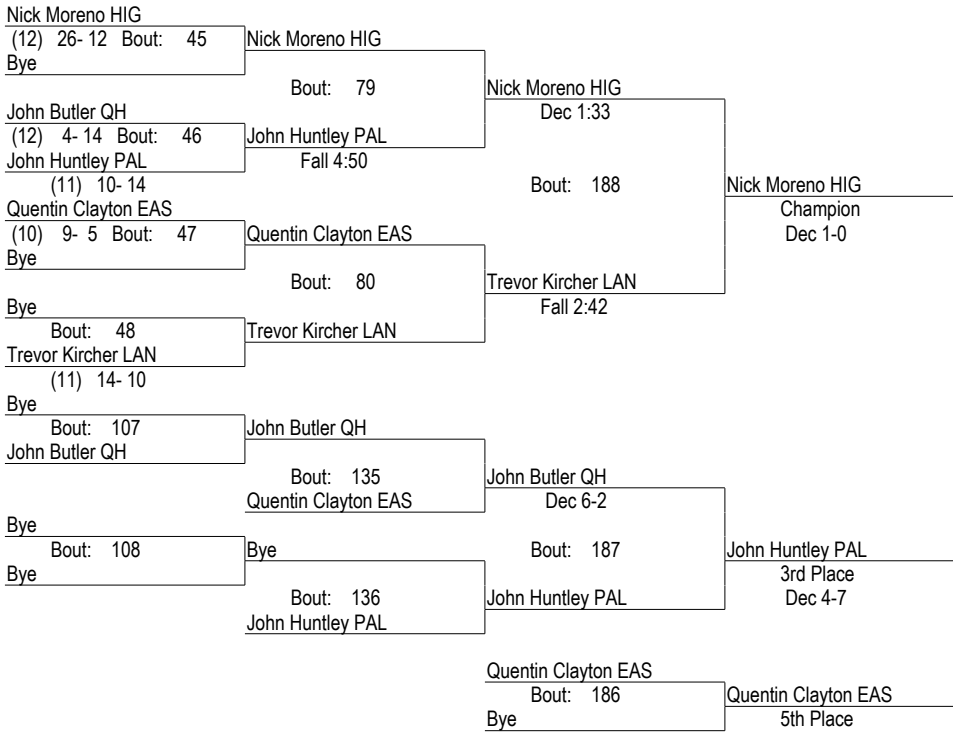 Nick Moreno HIG
(12) 26- 12 Bout: 45 Nick Moreno HIG
Bye
Bout: 79 Nick Moreno HIG
John Butler QH Dec 1:33
(12) 4- 14 Bout: 46 John Huntley PAL
John Huntley PAL Fall 4:50
(11) 10- 14 Bout: 188 Nick Moreno HIG
Quentin Clayton EAS Champion
(10) 9- 5 Bout: 47 Quentin Clayton EAS Dec 1-0
Bye
Bout: 80 Trevor Kircher LAN
Bye Fall 2:42
Bout: 48 Trevor Kircher LAN
Trevor Kircher LAN
(11) 14- 10
Bye
Bout: 107 John Butler QH
John Butler QH
Bout: 135 John Butler QH
Quentin Clayton EAS Dec 6-2
Bye
Bout: 108 Bye Bout: 187 John Huntley PAL
Bye 3rd Place
Bout: 136 John Huntley PAL Dec 4-7
John Huntley PAL
Quentin Clayton EAS
Bout: 186 Quentin Clayton EAS
Bye 5th Place